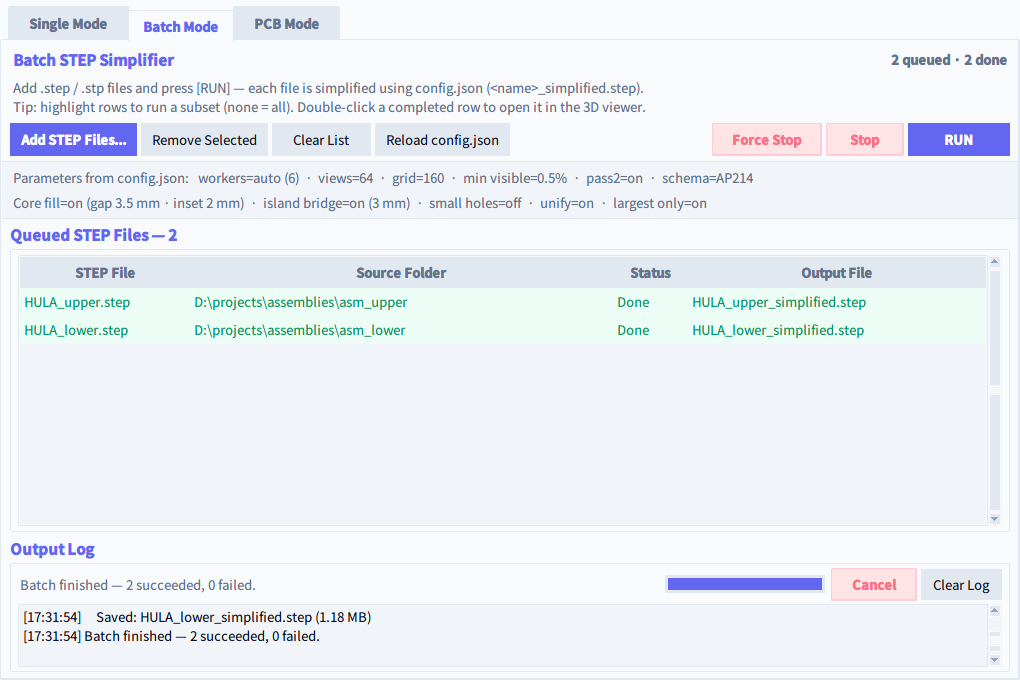 Single Mode Batch Mode PCB Mode
Batch STEP Simplifier 2 queued · 2 done
Add .step / .stp files and press [RUN] — each file is simplified using config.json (<name>_simplified.step).
Tip: highlight rows to run a subset (none = all). Double-click a completed row to open it in the 3D viewer.
Add STEP Files... Remove Selected Clear List Reload config.json Force Stop Stop RUN
Parameters from config.json: workers=auto (6) · views=64 · grid=160 · min visible=0.5% · pass2=on · schema=AP214
Core fill=on (gap 3.5 mm · inset 2 mm) · island bridge=on (3 mm) · small holes=off · unify=on · largest only=on
Queued STEP Files — 2
STEP File Source Folder Status Output File
HULA_upper.step D:\projects\assemblies\asm_upper Done HULA_upper_simplified.step
HULA_lower.step D:\projects\assemblies\asm_lower Done HULA_lower_simplified.step
Output Log
Batch finished — 2 succeeded, 0 failed. Cancel Clear Log
[17:31:54] Saved: HULA_lower_simplified.step (1.18 MB)
[17:31:54] Batch finished — 2 succeeded, 0 failed.